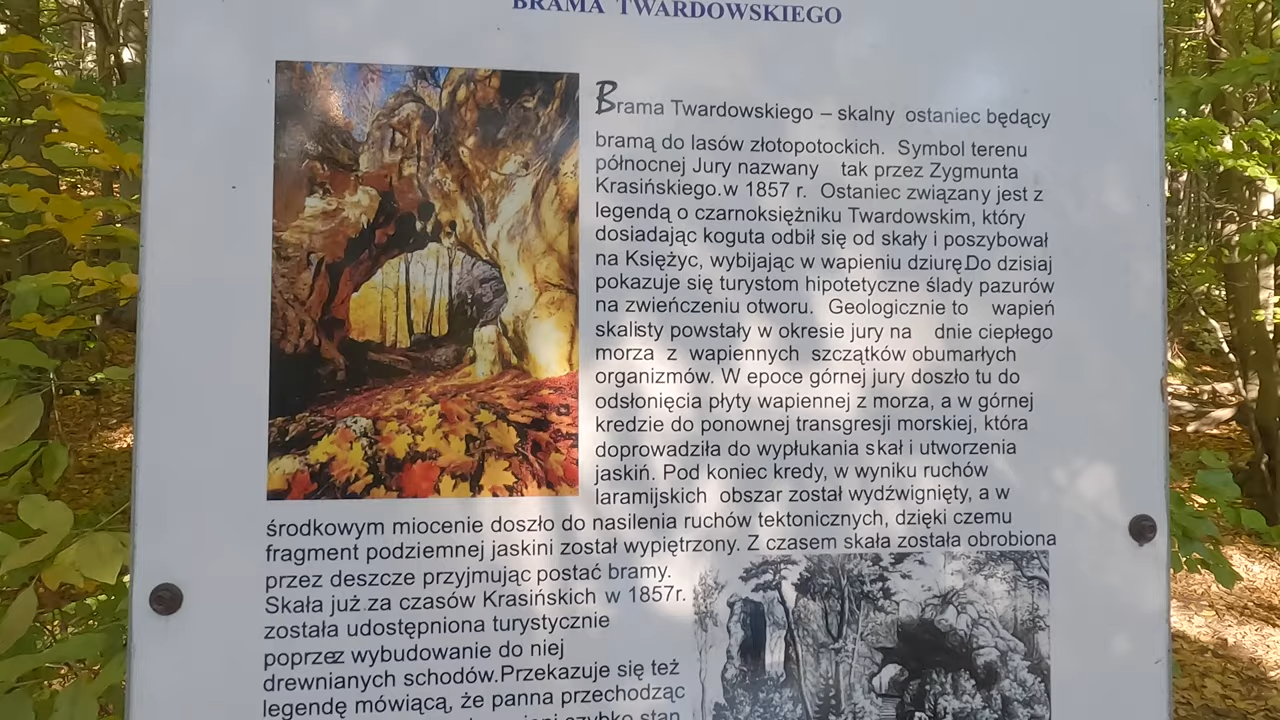 BRAMA TWARDOWSKIEGO
Brama Twardowskiego – skalny ostaniec będący
bramą do lasów złotopotockich. Symbol terenu
północnej Jury nazwany tak przez Zygmunta
Krasińskiego.w 1857 r. Ostaniec związany jest z
legendą o czarnoksiężniku Twardowskim, który
dosiadając koguta odbił się od skały i poszybował
na Księżyc, wybijając w wapieniu dziurę.Do dzisiaj
pokazuje się turystom hipotetyczne ślady pazurów
na zwieńczeniu otworu. Geologicznie to wapień
skalisty powstały w okresie jury na dnie ciepłego
morza z wapiennych szczątków obumarłych
organizmów. W epoce górnej jury doszło tu do
odsłonięcia płyty wapiennej z morza, a w górnej
kredzie do ponownej transgresji morskiej, która
doprowadziła do wypłukania skał i utworzenia
jaskiń. Pod koniec kredy, w wyniku ruchów
laramijskich obszar został wydźwignięty, a w
środkowym miocenie doszło do nasilenia ruchów tektonicznych, dzięki czemu
fragment podziemnej jaskini został wypiętrzony. Z czasem skała została obrobiona
przez deszcze przyjmując postać bramy.
Skała już za czasów Krasińskich w 1857r.
została udostępniona turystycznie
poprzez wybudowanie do niej
drewnianych schodów.Przekazuje się też
legendę mówiącą, że panna przechodząc
szybko stan